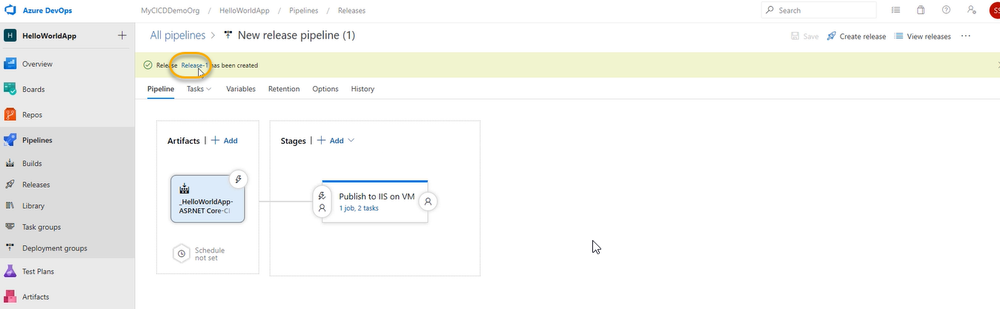 Azure DevOps
MyCICDDemoOrg / HelloWorldApp / Pipelines / Releases
Search
SS
H HelloWorldApp
All pipelines > New release pipeline (1)
Save Create release View releases ...
Release Release-1 has been created
Overview
Boards
Repos
Pipelines
Builds
Releases
Library
Task groups
Deployment groups
Test Plans
Artifacts
Pipeline Tasks Variables Retention Options History
Artifacts | + Add
Stages | + Add
_HelloWorldApp-
ASP.NET Core-CI
Schedule
not set
Publish to IIS on VM
1 job, 2 tasks